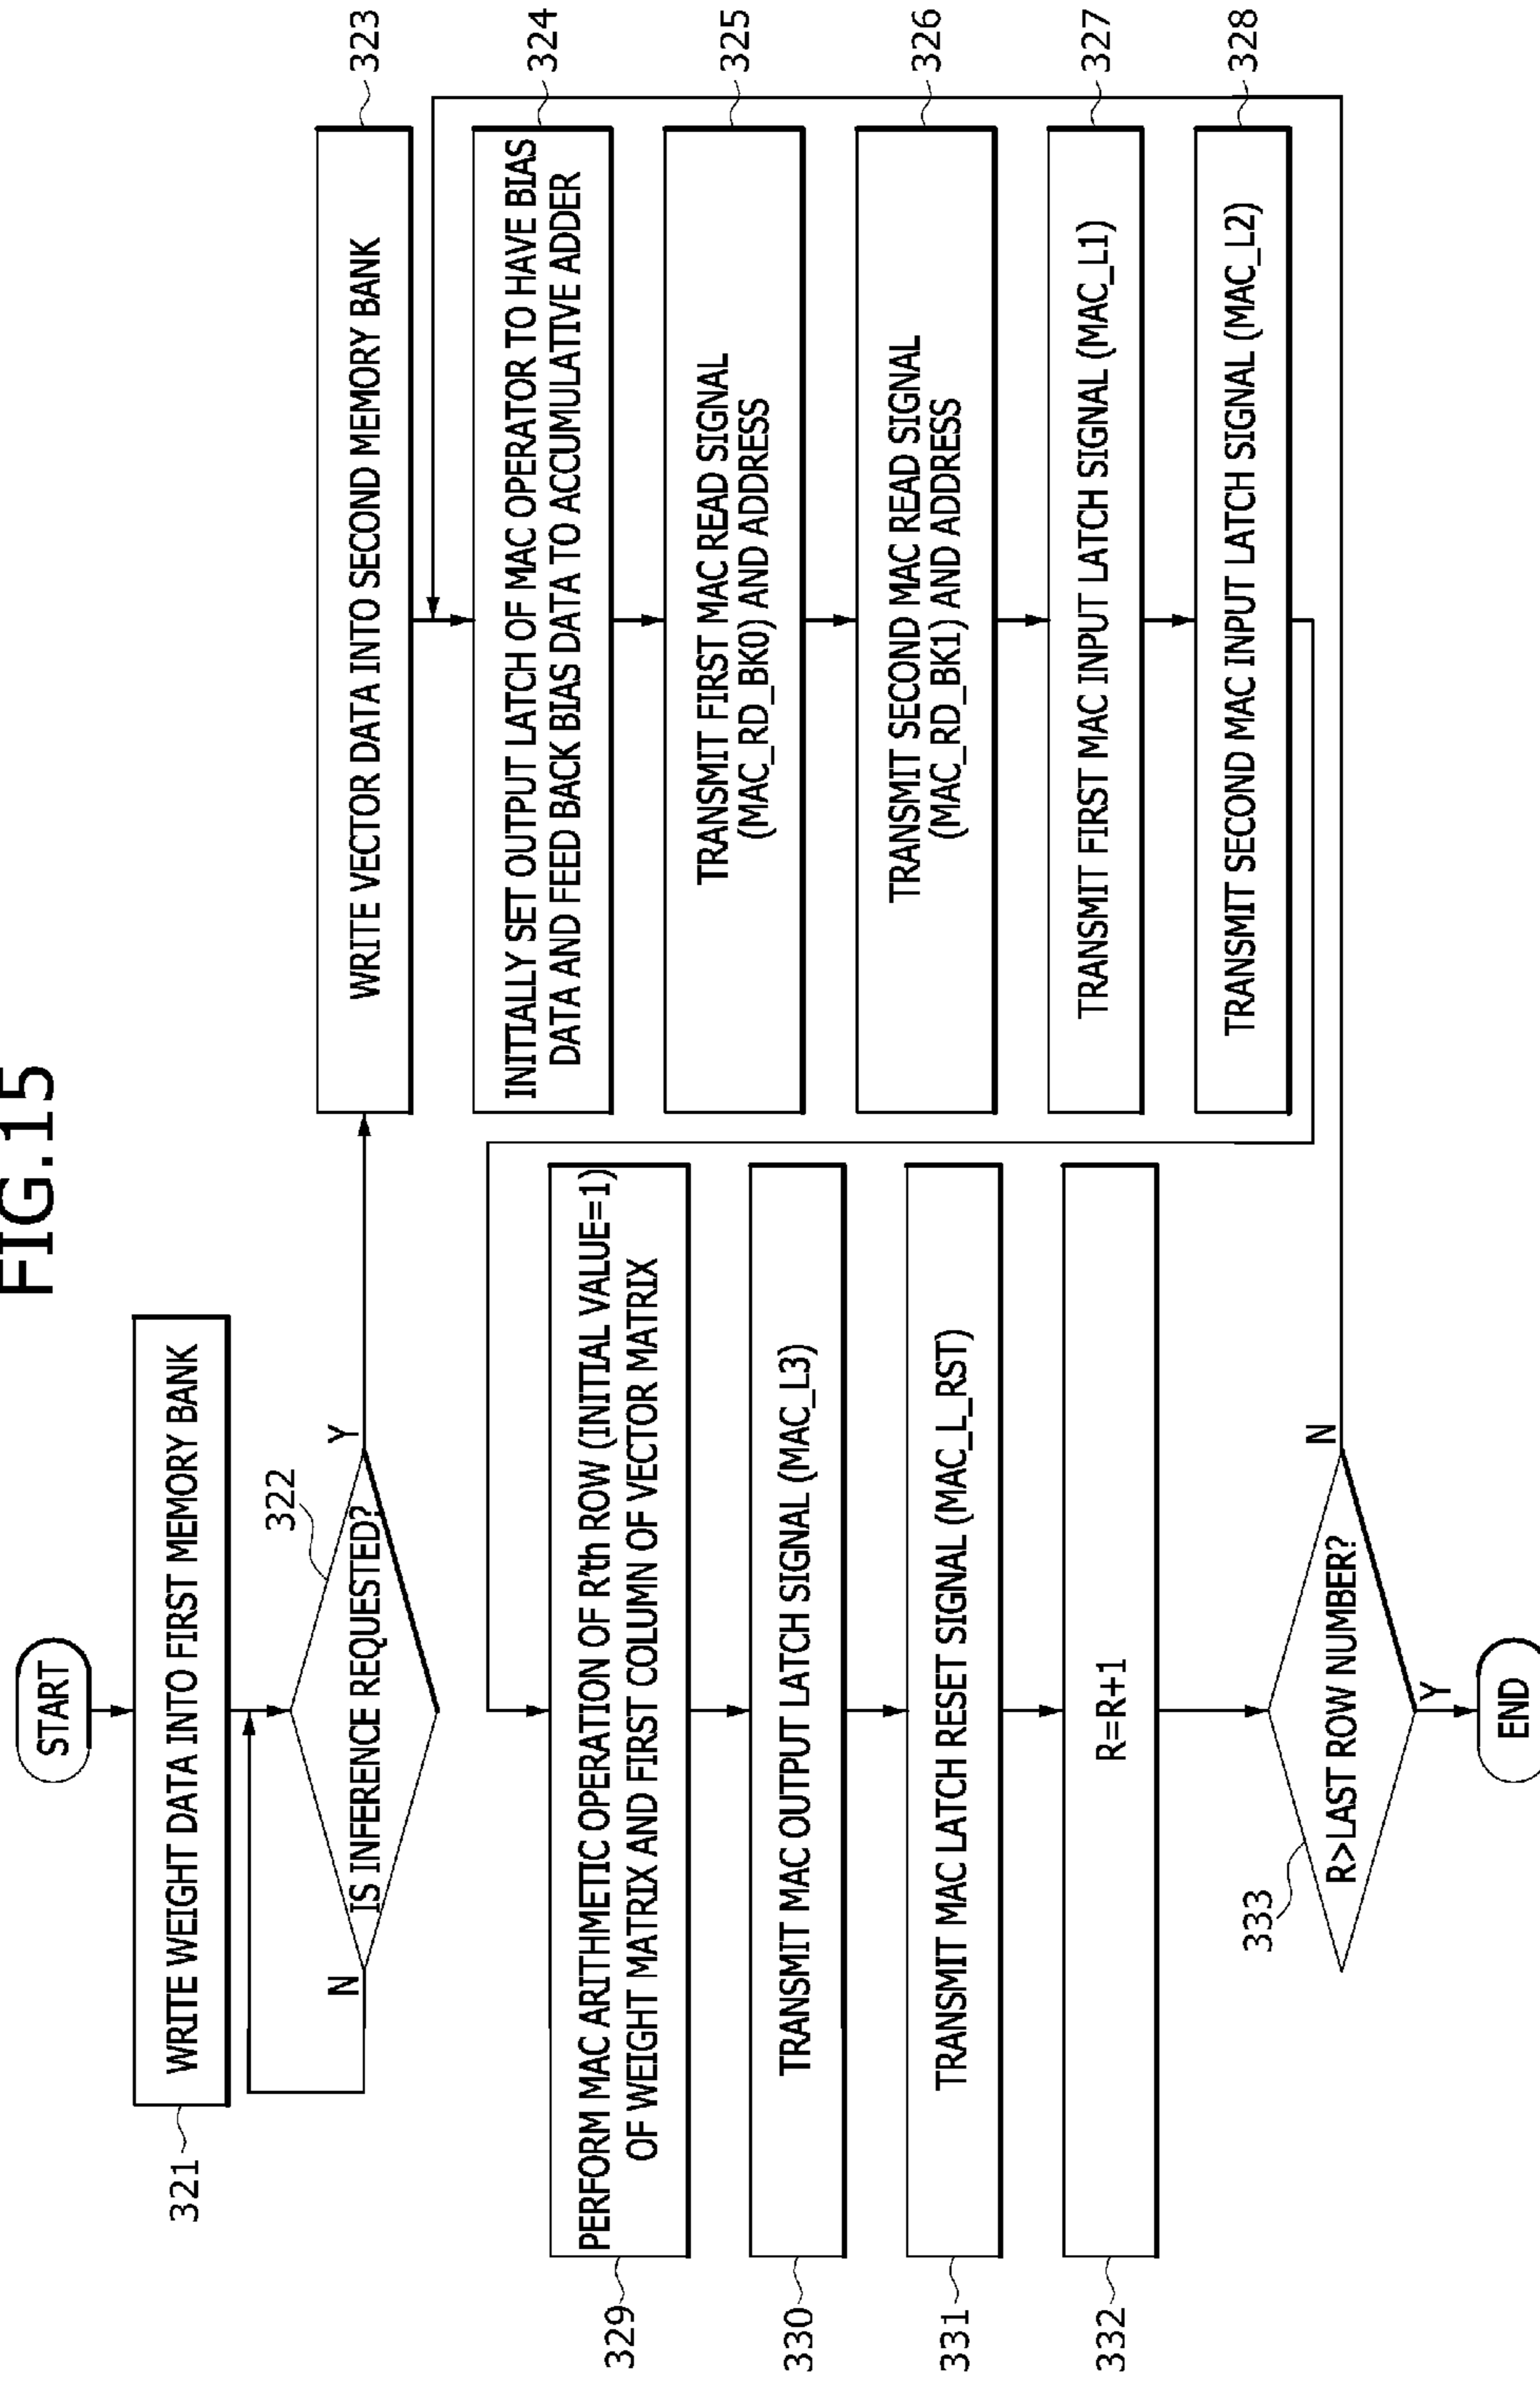 FIG.15
START
WRITE WEIGHT DATA INTO FIRST MEMORY BANK
321
322
IS INFERENCE REQUESTED?
N
Y
WRITE VECTOR DATA INTO SECOND MEMORY BANK
323
INITIALLY SET OUTPUT LATCH OF MAC OPERATOR TO HAVE BIAS
DATA AND FEED BACK BIAS DATA TO ACCUMULATIVE ADDER
324
TRANSMIT FIRST MAC READ SIGNAL
(MAC_RD_BK0) AND ADDRESS
325
TRANSMIT SECOND MAC READ SIGNAL
(MAC_RD_BK1) AND ADDRESS
326
TRANSMIT FIRST MAC INPUT LATCH SIGNAL (MAC_L1)
327
TRANSMIT SECOND MAC INPUT LATCH SIGNAL (MAC_L2)
328
PERFORM MAC ARITHMETIC OPERATION OF R'th ROW (INITIAL VALUE=1)
OF WEIGHT MATRIX AND FIRST COLUMN OF VECTOR MATRIX
329
TRANSMIT MAC OUTPUT LATCH SIGNAL (MAC_L3)
330
TRANSMIT MAC LATCH RESET SIGNAL (MAC_L_RST)
331
R=R+1
332
333
R>LAST ROW NUMBER?
N
Y
END